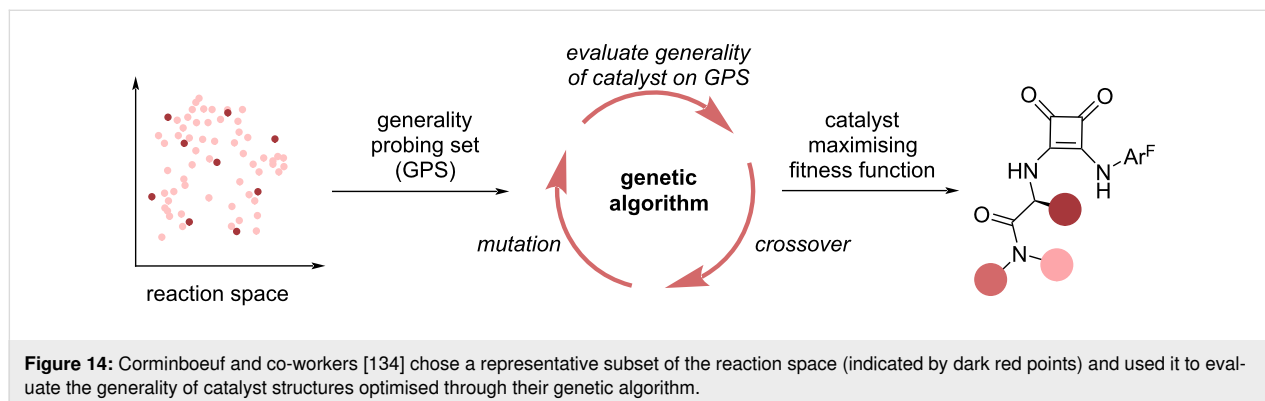 evaluate generality
of catalyst on GPS
generality
probing set
(GPS)
genetic
algorithm
catalyst
maximising
fitness function
mutation
crossover
reaction space
O
O
HN
N
H
ArF
O
N
Figure 14: Corminboeuf and co-workers [134] chose a representative subset of the reaction space (indicated by dark red points) and used it to eval-
uate the generality of catalyst structures optimised through their genetic algorithm.